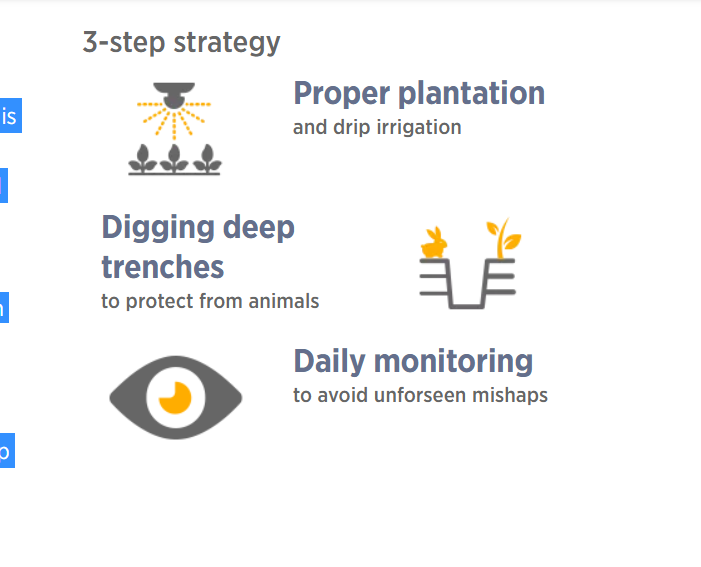 3-step strategy
is
Proper plantation
and drip irrigation
Digging deep
trenches
to protect from animals
Daily monitoring
to avoid unforseen mishaps
p